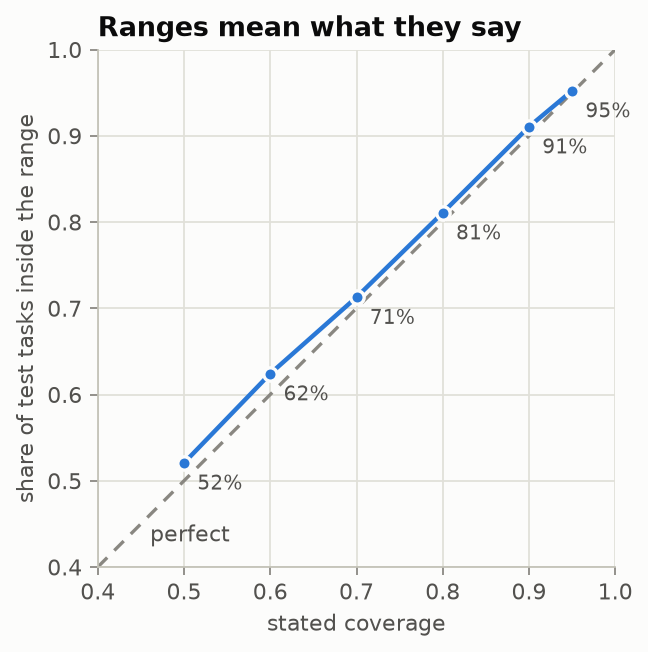 Ranges mean what they say
share of test tasks inside the range
1.0
0.9
0.8
0.7
0.6
0.5
0.4
95%
91%
81%
71%
62%
52%
perfect
0.4 0.5 0.6 0.7 0.8 0.9 1.0
stated coverage